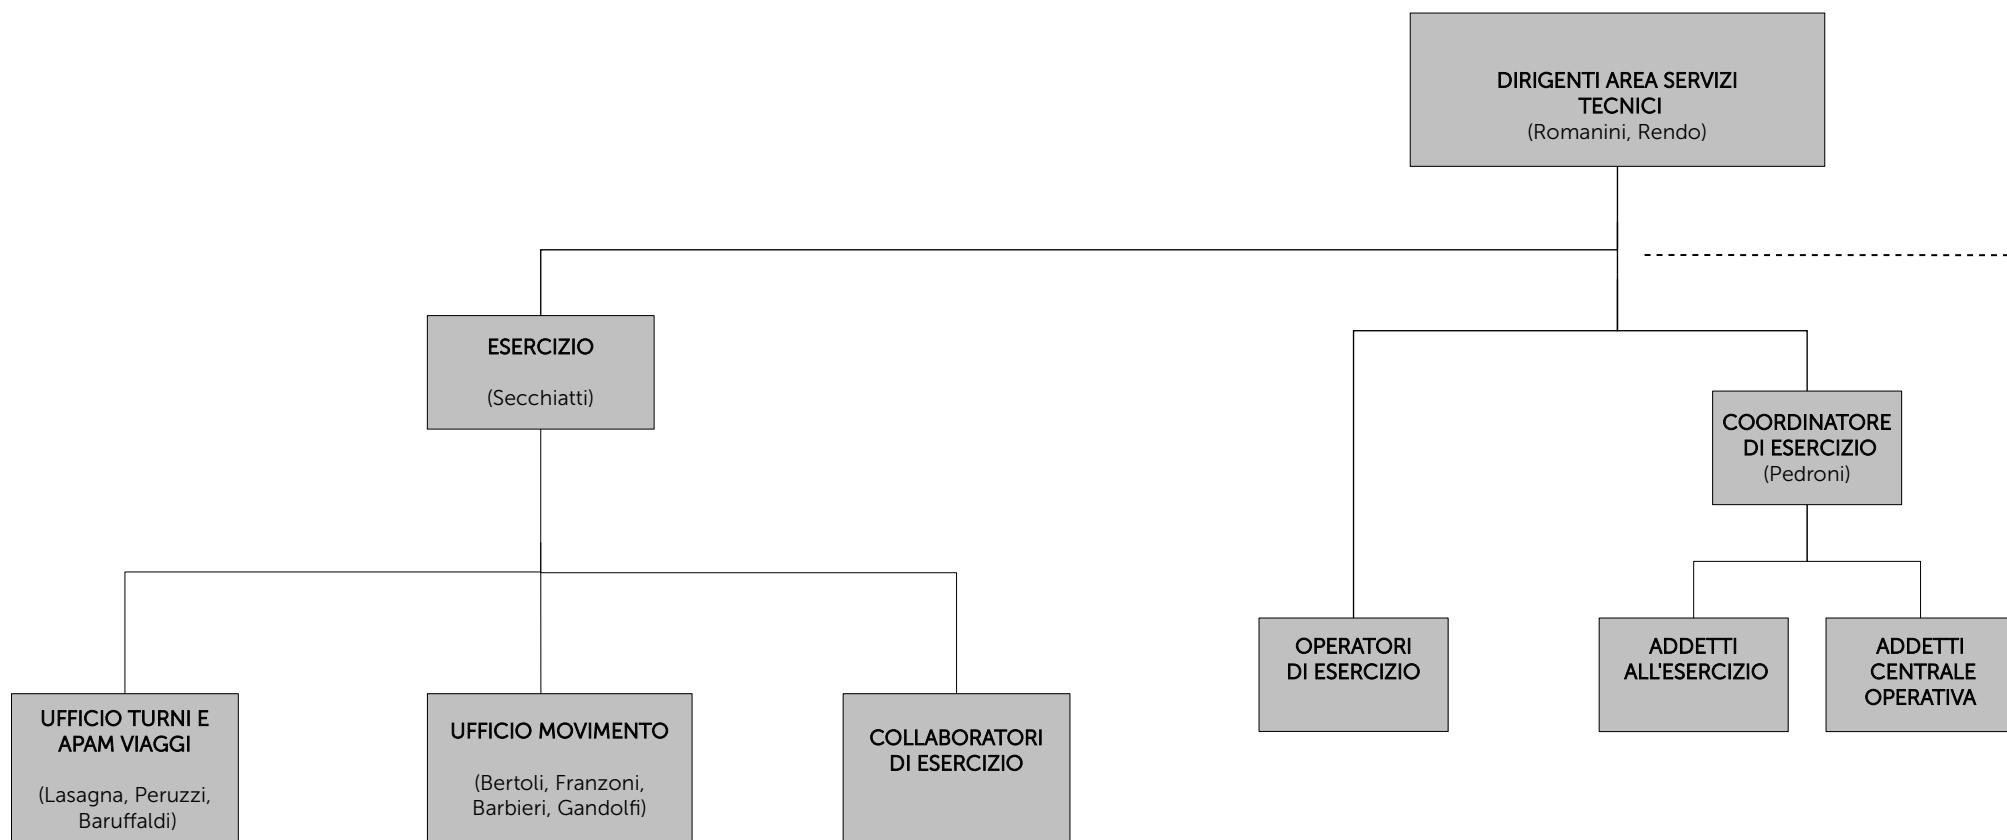 DIRIGENTI AREA SERVIZI
TECNICI
(Romanini, Rendo)
ESERCIZIO
(Secchiatti)
COORDINATORE
DI ESERCIZIO
(Pedroni)
OPERATORI
DI ESERCIZIO
ADDETTI
ALL'ESERCIZIO
ADDETTI
CENTRALE
OPERATIVA
UFFICIO TURNI E
APAM VIAGGI
(Lasagna, Peruzzi,
Baruffaldi)
UFFICIO MOVIMENTO
(Bertoli, Franzoni,
Barbieri, Gandolfi)
COLLABORATORI
DI ESERCIZIO